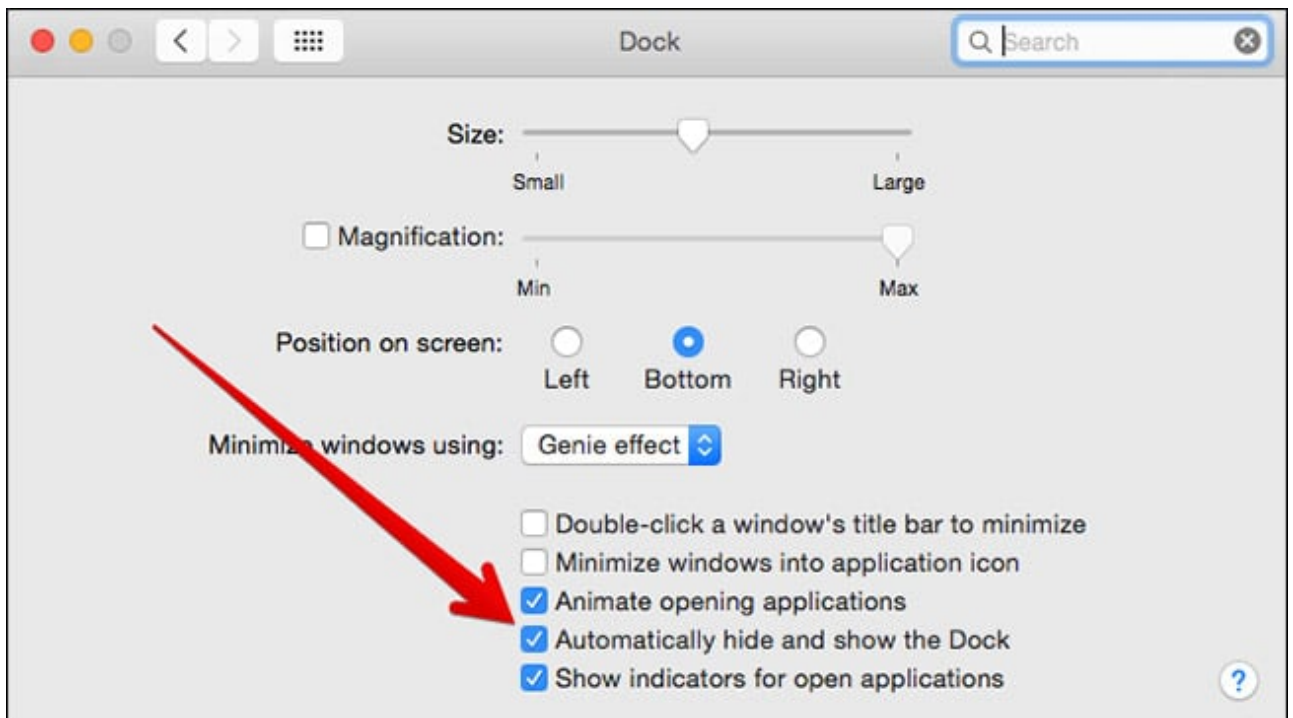 Dock
Search
Size:
Small Large
Magnification:
Min Max
Position on screen:
Left Bottom Right
Minimize windows using: Genie effect
Double-click a window's title bar to minimize
Minimize windows into application icon
Animate opening applications
Automatically hide and show the Dock
Show indicators for open applications
?